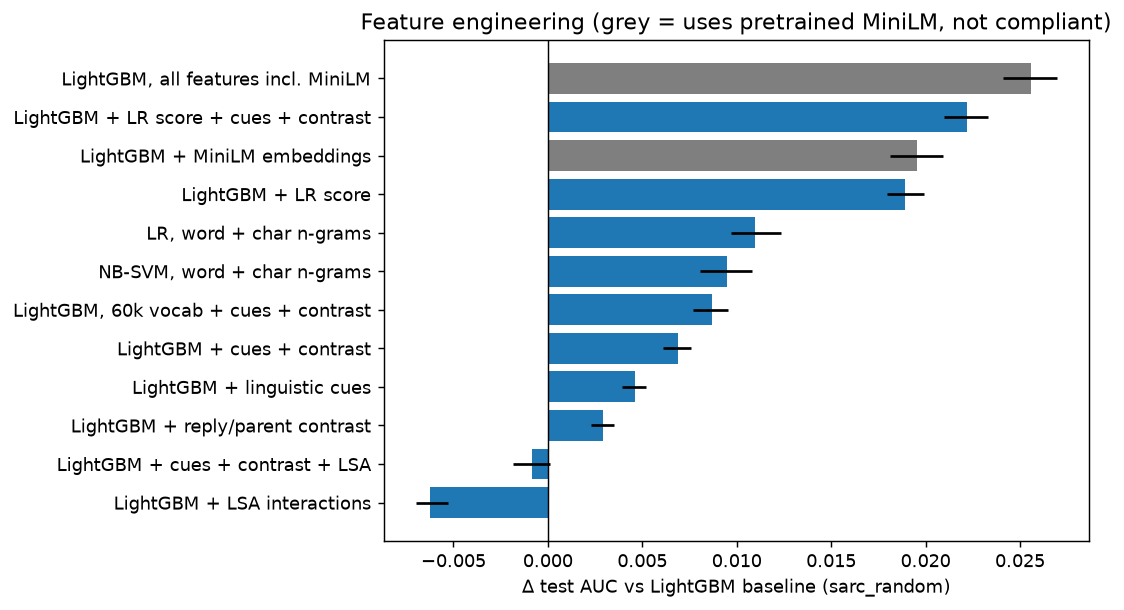 Feature engineering (grey = uses pretrained MiniLM, not compliant)
LightGBM, all features incl. MiniLM
LightGBM + LR score + cues + contrast
LightGBM + MiniLM embeddings
LightGBM + LR score
LR, word + char n-grams
NB-SVM, word + char n-grams
LightGBM, 60k vocab + cues + contrast
LightGBM + cues + contrast
LightGBM + linguistic cues
LightGBM + reply/parent contrast
LightGBM + cues + contrast + LSA
LightGBM + LSA interactions
−0.005 0.000 0.005 0.010 0.015 0.020 0.025
Δ test AUC vs LightGBM baseline (sarc_random)